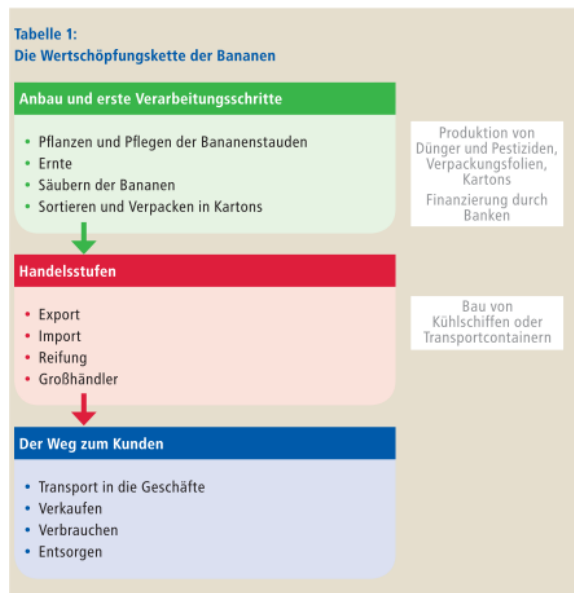 Tabelle 1:
Die Wertschöpfungskette der Bananen
Anbau und erste Verarbeitungsschritte
• Pflanzen und Pflegen der Bananenstauden
• Ernte
• Säubern der Bananen
• Sortieren und Verpacken in Kartons
Produktion von
Dünger und Pestiziden,
Verpackungsfolien,
Kartons
Finanzierung durch
Banken
Handelsstufen
• Export
• Import
• Reifung
• Großhändler
Bau von
Kühlschiffen oder
Transportcontainern
Der Weg zum Kunden
• Transport in die Geschäfte
• Verkaufen
• Verbrauchen
• Entsorgen